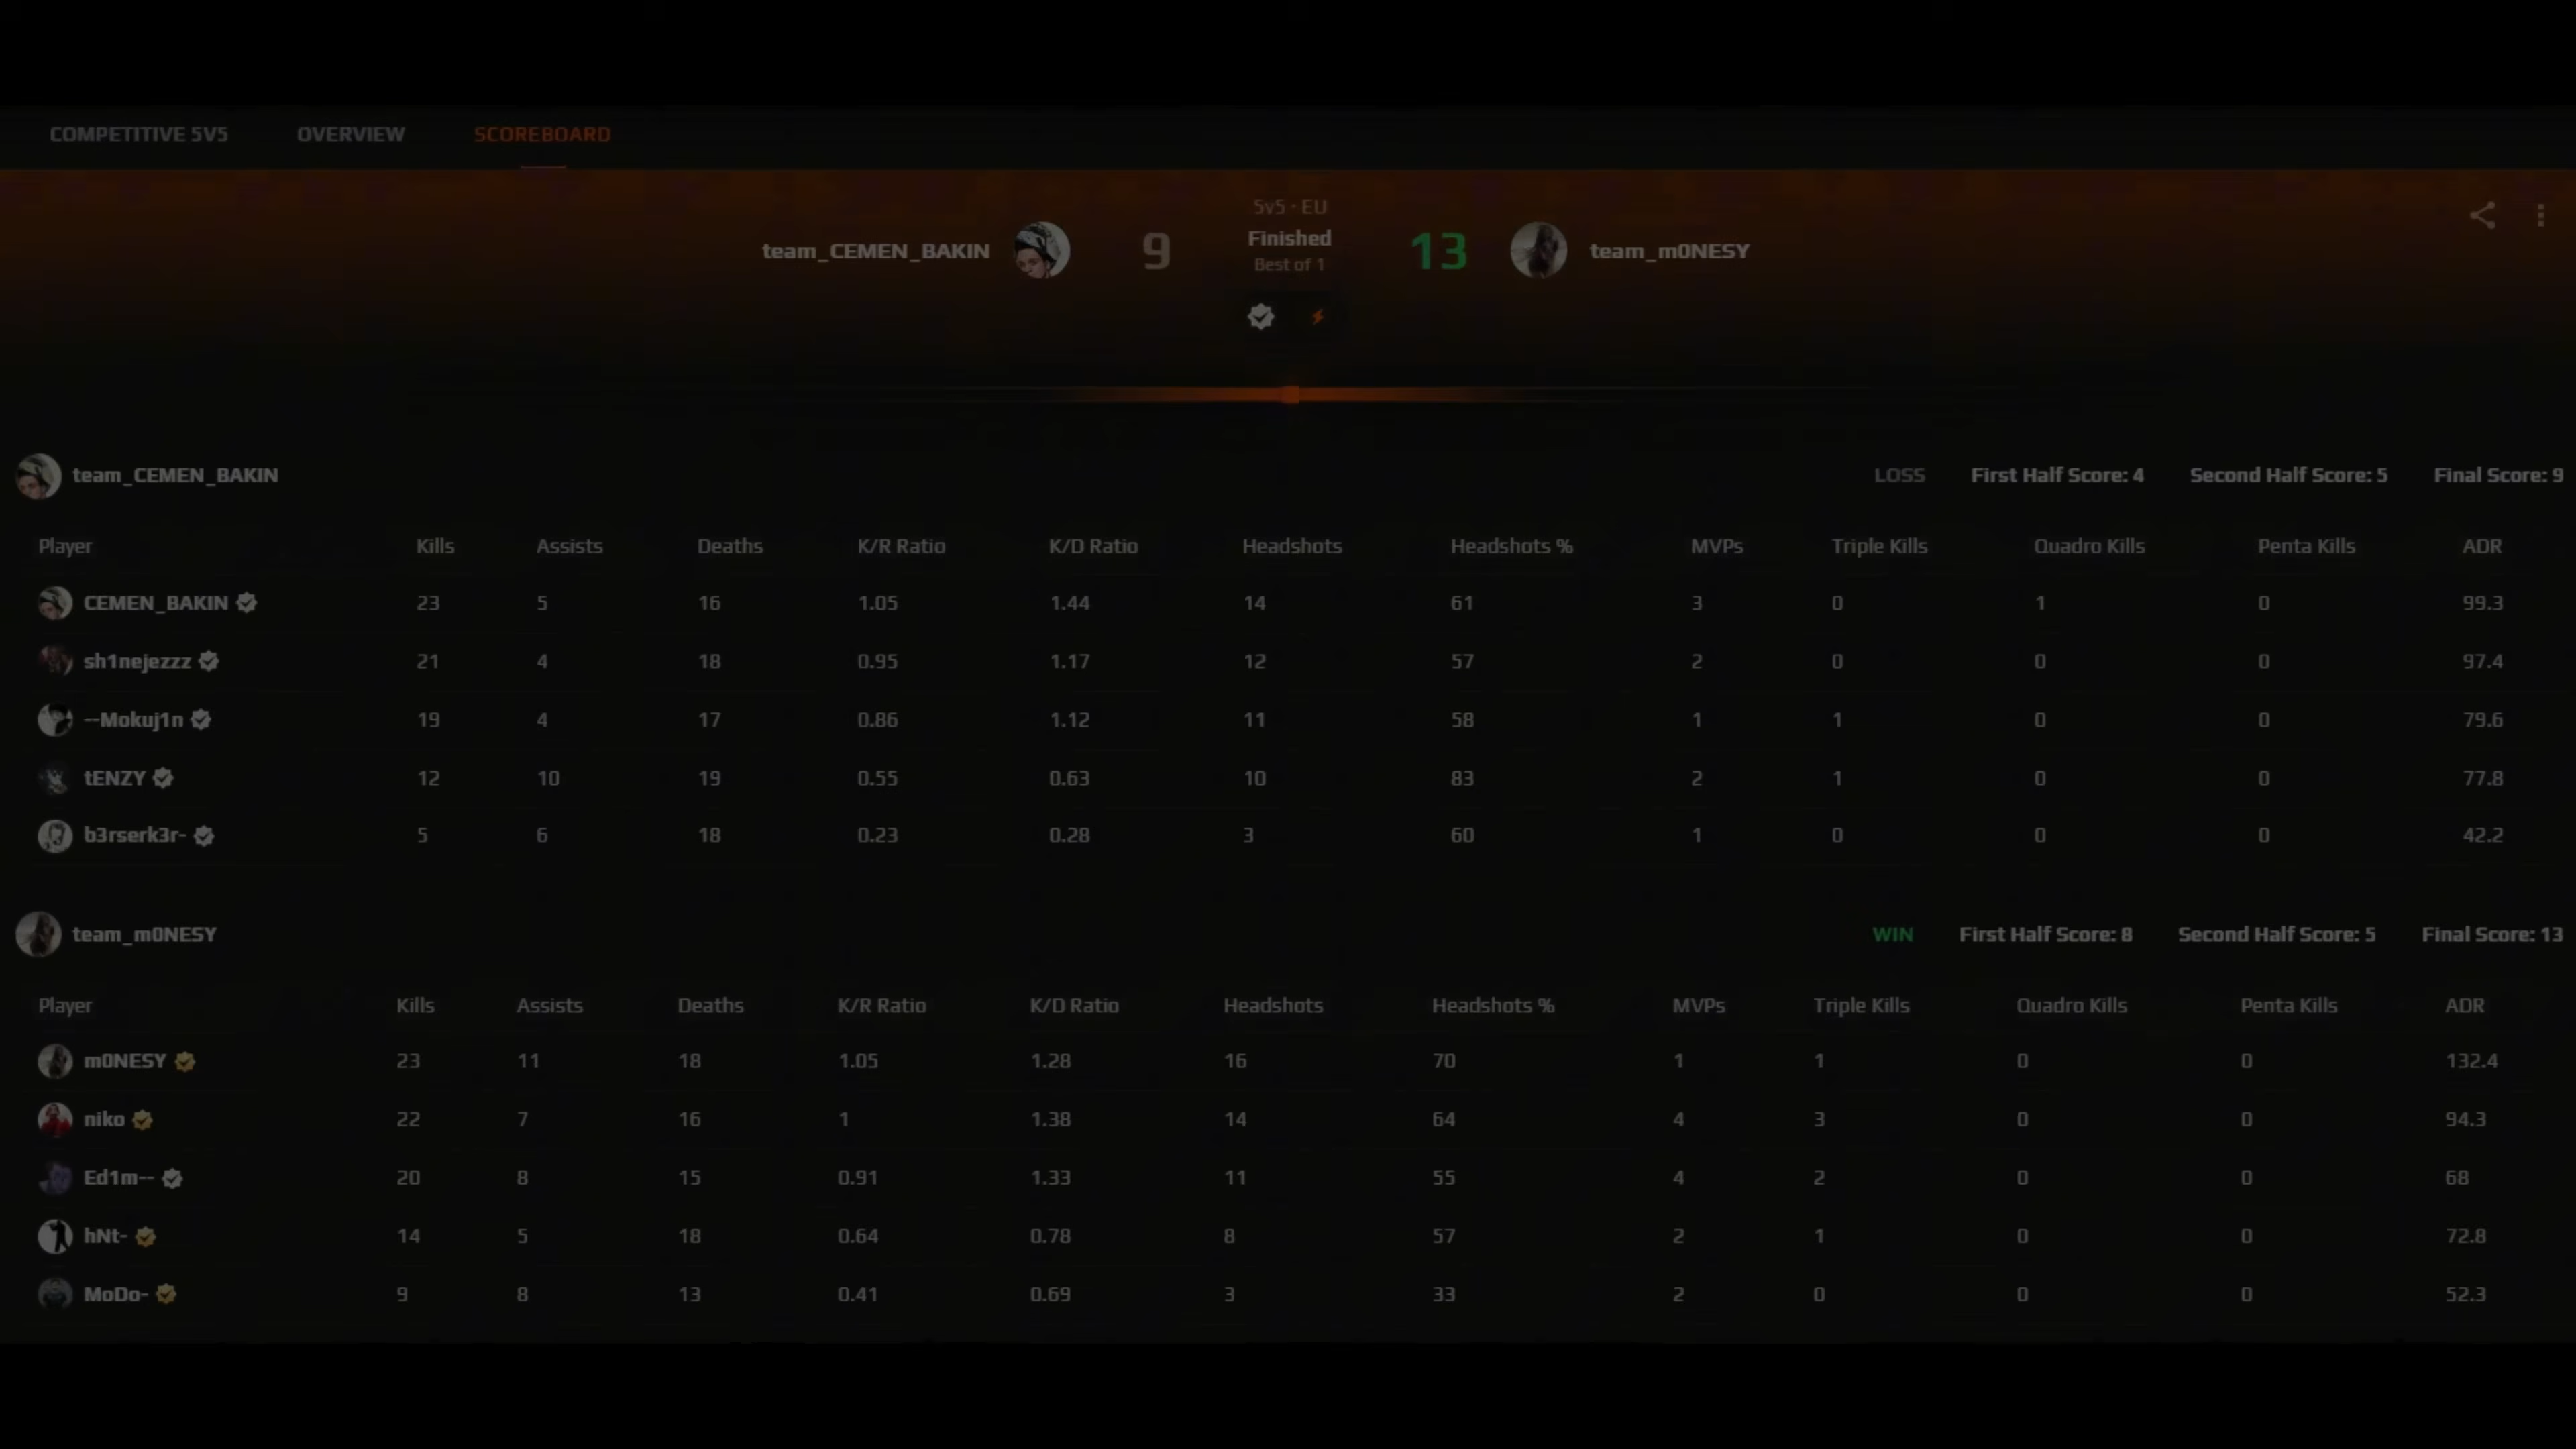 COMPETITIVE 5V5 OVERVIEW SCOREBOARD
5v5 · EU
team_CEMEN_BAKIN 9 Finished 13 team_m0NESY
Best of 1
team_CEMEN_BAKIN LOSS First Half Score: 4 Second Half Score: 5 Final Score: 9
Player Kills Assists Deaths K/R Ratio K/D Ratio Headshots Headshots % MVPs Triple Kills Quadro Kills Penta Kills ADR
CEMEN_BAKIN 23 5 16 1.05 1.44 14 61 3 0 1 0 99.3
sh1nejezzz 21 4 18 0.95 1.17 12 57 2 0 0 0 97.4
--Mokuj1n 19 4 17 0.86 1.12 11 58 1 1 0 0 79.6
tENZY 12 10 19 0.55 0.63 10 83 2 1 0 0 77.8
b3rserk3r- 5 6 18 0.23 0.28 3 60 1 0 0 0 42.2
team_m0NESY WIN First Half Score: 8 Second Half Score: 5 Final Score: 13
Player Kills Assists Deaths K/R Ratio K/D Ratio Headshots Headshots % MVPs Triple Kills Quadro Kills Penta Kills ADR
m0NESY 23 11 18 1.05 1.28 16 70 1 1 0 0 132.4
niko 22 7 16 1 1.38 14 64 4 3 0 0 94.3
Ed1m-- 20 8 15 0.91 1.33 11 55 4 2 0 0 68
hNt- 14 5 18 0.64 0.78 8 57 2 1 0 0 72.8
MoDo- 9 8 13 0.41 0.69 3 33 2 0 0 0 52.3